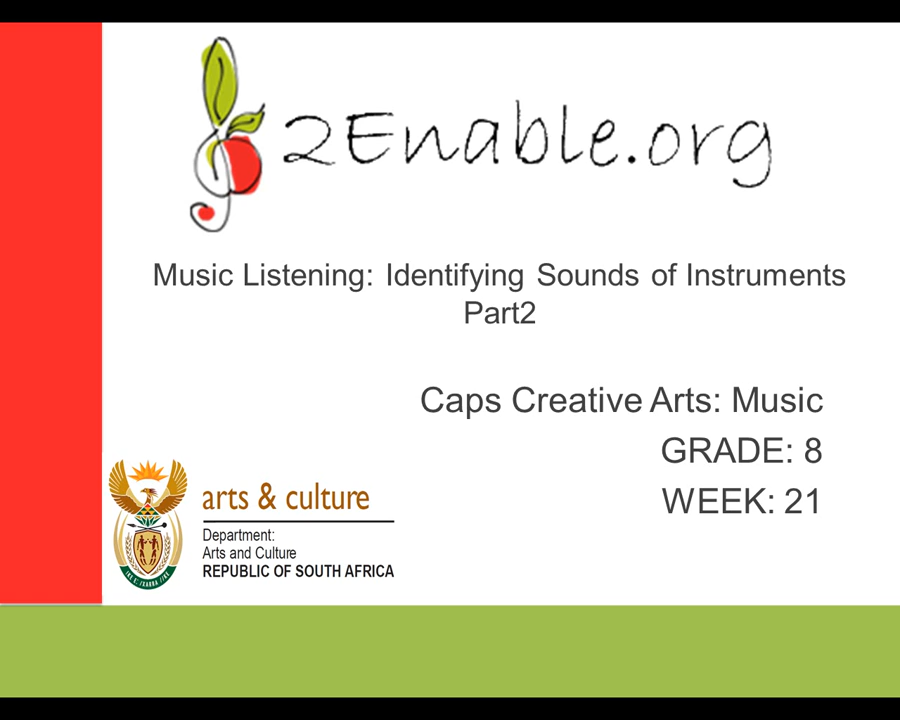 2Enable.org
Music Listening: Identifying Sounds of Instruments
Part2
Caps Creative Arts: Music
GRADE: 8
WEEK: 21
arts & culture
Department:
Arts and Culture
REPUBLIC OF SOUTH AFRICA